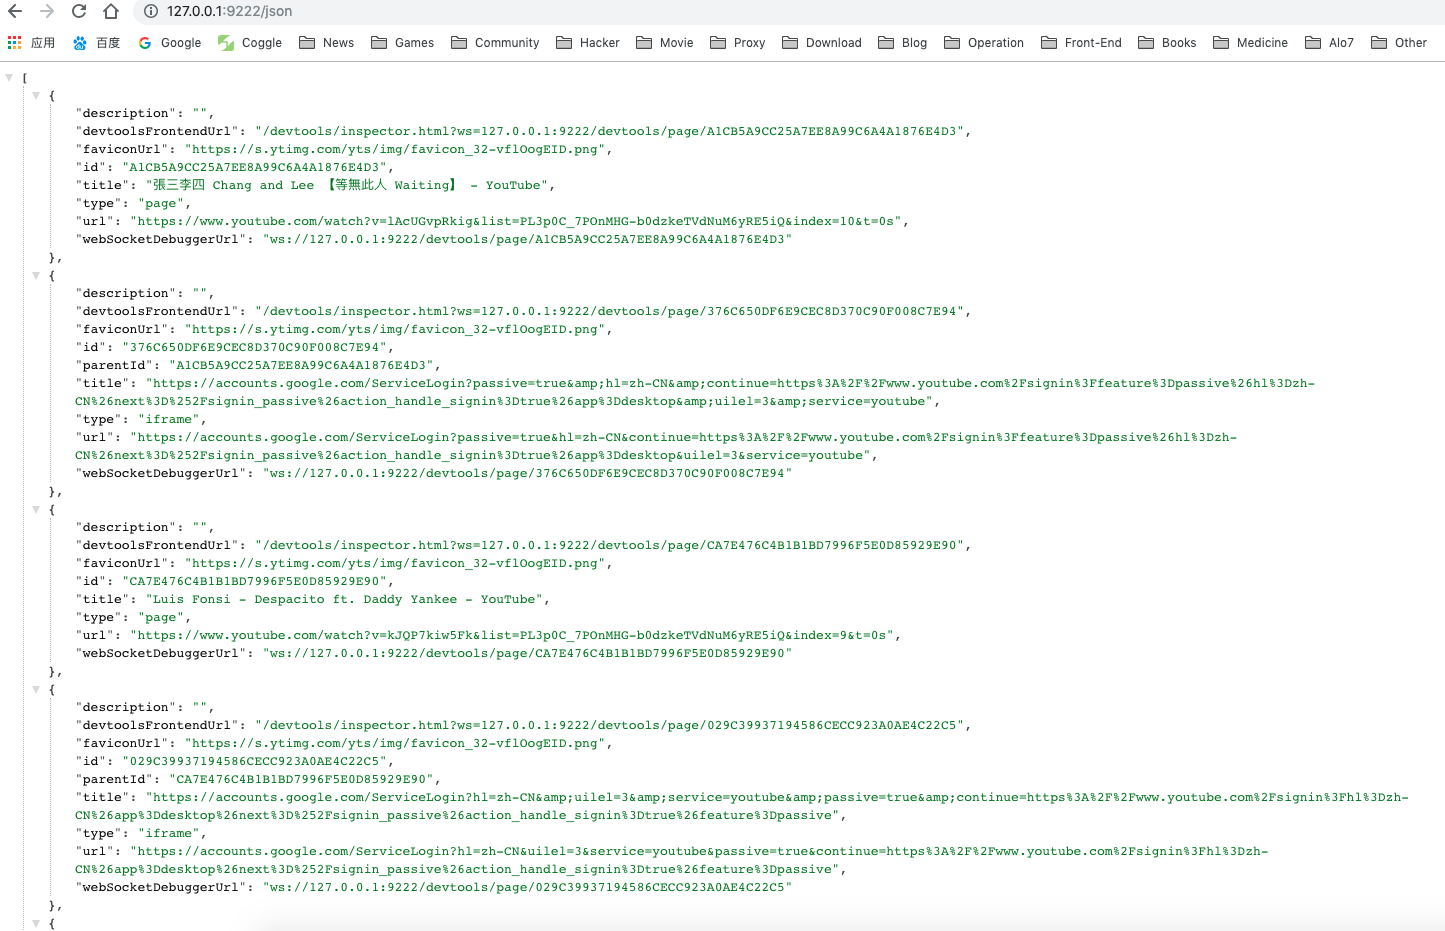 127.0.0.1:9222/json
应用 百度 Google Coggle News Games Community Hacker Movie Proxy Download Blog Operation Front-End Books Medicine Alo7 Other
[
{
"description": "",
"devtoolsFrontendUrl": "/devtools/inspector.html?ws=127.0.0.1:9222/devtools/page/A1CB5A9CC25A7EE8A99C6A4A1876E4D3",
"faviconUrl": "https://s.ytimg.com/yts/img/favicon_32-vflOogEID.png",
"id": "A1CB5A9CC25A7EE8A99C6A4A1876E4D3",
"title": "張三李四 Chang and Lee 【等無此人 Waiting】 - YouTube",
"type": "page",
"url": "https://www.youtube.com/watch?v=lAcUGvpRkig&list=PL3p0C_7POnMHG-b0dzkeTVdNuM6yRE5iQ&index=10&t=0s",
"webSocketDebuggerUrl": "ws://127.0.0.1:9222/devtools/page/A1CB5A9CC25A7EE8A99C6A4A1876E4D3"
},
{
"description": "",
"devtoolsFrontendUrl": "/devtools/inspector.html?ws=127.0.0.1:9222/devtools/page/376C650DF6E9CEC8D370C90F008C7E94",
"faviconUrl": "https://s.ytimg.com/yts/img/favicon_32-vflOogEID.png",
"id": "376C650DF6E9CEC8D370C90F008C7E94",
"parentId": "A1CB5A9CC25A7EE8A99C6A4A1876E4D3",
"title": "https://accounts.google.com/ServiceLogin?passive=true&amp;hl=zh-CN&amp;continue=https%3A%2F%2Fwww.youtube.com%2Fsignin%3Ffeature%3Dpassive%26hl%3Dzh-
CN%26next%3D%252Fsignin_passive%26action_handle_signin%3Dtrue%26app%3Ddesktop&amp;uilel=3&amp;service=youtube",
"type": "iframe",
"url": "https://accounts.google.com/ServiceLogin?passive=true&hl=zh-CN&continue=https%3A%2F%2Fwww.youtube.com%2Fsignin%3Ffeature%3Dpassive%26hl%3Dzh-
CN%26next%3D%252Fsignin_passive%26action_handle_signin%3Dtrue%26app%3Ddesktop&uilel=3&service=youtube",
"webSocketDebuggerUrl": "ws://127.0.0.1:9222/devtools/page/376C650DF6E9CEC8D370C90F008C7E94"
},
{
"description": "",
"devtoolsFrontendUrl": "/devtools/inspector.html?ws=127.0.0.1:9222/devtools/page/CA7E476C4B1B1BD7996F5E0D85929E90",
"faviconUrl": "https://s.ytimg.com/yts/img/favicon_32-vflOogEID.png",
"id": "CA7E476C4B1B1BD7996F5E0D85929E90",
"title": "Luis Fonsi - Despacito ft. Daddy Yankee - YouTube",
"type": "page",
"url": "https://www.youtube.com/watch?v=kJQP7kiw5Fk&list=PL3p0C_7POnMHG-b0dzkeTVdNuM6yRE5iQ&index=9&t=0s",
"webSocketDebuggerUrl": "ws://127.0.0.1:9222/devtools/page/CA7E476C4B1B1BD7996F5E0D85929E90"
},
{
"description": "",
"devtoolsFrontendUrl": "/devtools/inspector.html?ws=127.0.0.1:9222/devtools/page/029C39937194586CECC923A0AE4C22C5",
"faviconUrl": "https://s.ytimg.com/yts/img/favicon_32-vflOogEID.png",
"id": "029C39937194586CECC923A0AE4C22C5",
"parentId": "CA7E476C4B1B1BD7996F5E0D85929E90",
"title": "https://accounts.google.com/ServiceLogin?hl=zh-CN&amp;uilel=3&amp;service=youtube&amp;passive=true&amp;continue=https%3A%2F%2Fwww.youtube.com%2Fsignin%3Fhl%3Dzh-
CN%26app%3Ddesktop%26next%3D%252Fsignin_passive%26action_handle_signin%3Dtrue%26feature%3Dpassive",
"type": "iframe",
"url": "https://accounts.google.com/ServiceLogin?hl=zh-CN&uilel=3&service=youtube&passive=true&continue=https%3A%2F%2Fwww.youtube.com%2Fsignin%3Fhl%3Dzh-
CN%26app%3Ddesktop%26next%3D%252Fsignin_passive%26action_handle_signin%3Dtrue%26feature%3Dpassive",
"webSocketDebuggerUrl": "ws://127.0.0.1:9222/devtools/page/029C39937194586CECC923A0AE4C22C5"
},
{